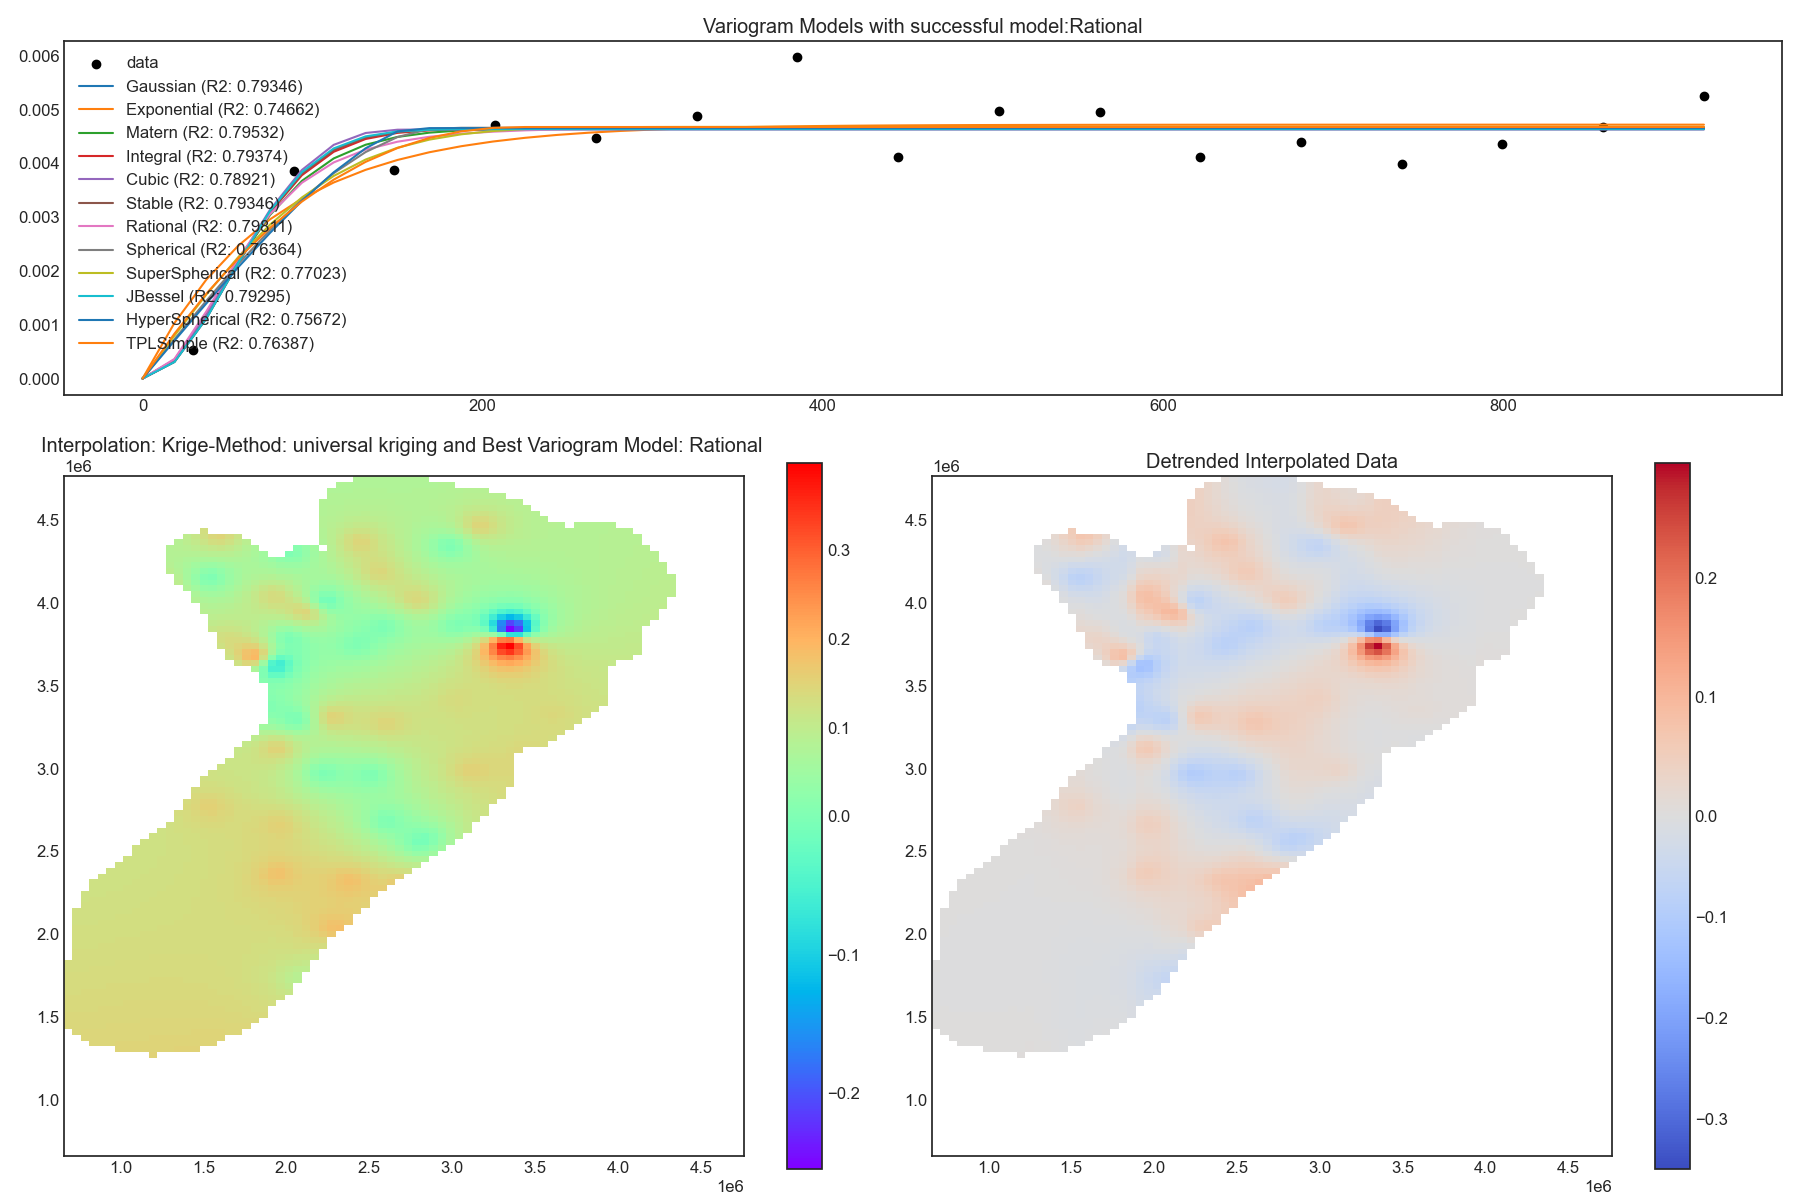 Variogram Models with successful model:Rational
0.006
0.005
0.004
0.003
0.002
0.001
0.000
data
Gaussian (R2: 0.79346)
Exponential (R2: 0.74662)
Matern (R2: 0.79532)
Integral (R2: 0.79374)
Cubic (R2: 0.78921)
Stable (R2: 0.79346)
Rational (R2: 0.79811)
Spherical (R2: 0.76364)
SuperSpherical (R2: 0.77023)
JBessel (R2: 0.79295)
HyperSpherical (R2: 0.75672)
TPLSimple (R2: 0.76387)
0 200 400 600 800
Interpolation: Krige-Method: universal kriging and Best Variogram Model: Rational
1e6
4.5
4.0
3.5
3.0
2.5
2.0
1.5
1.0
1.0 1.5 2.0 2.5 3.0 3.5 4.0 4.5
1e6
0.3
0.2
0.1
0.0
−0.1
−0.2
Detrended Interpolated Data
1e6
4.5
4.0
3.5
3.0
2.5
2.0
1.5
1.0
1.0 1.5 2.0 2.5 3.0 3.5 4.0 4.5
1e6
0.2
0.1
0.0
−0.1
−0.2
−0.3